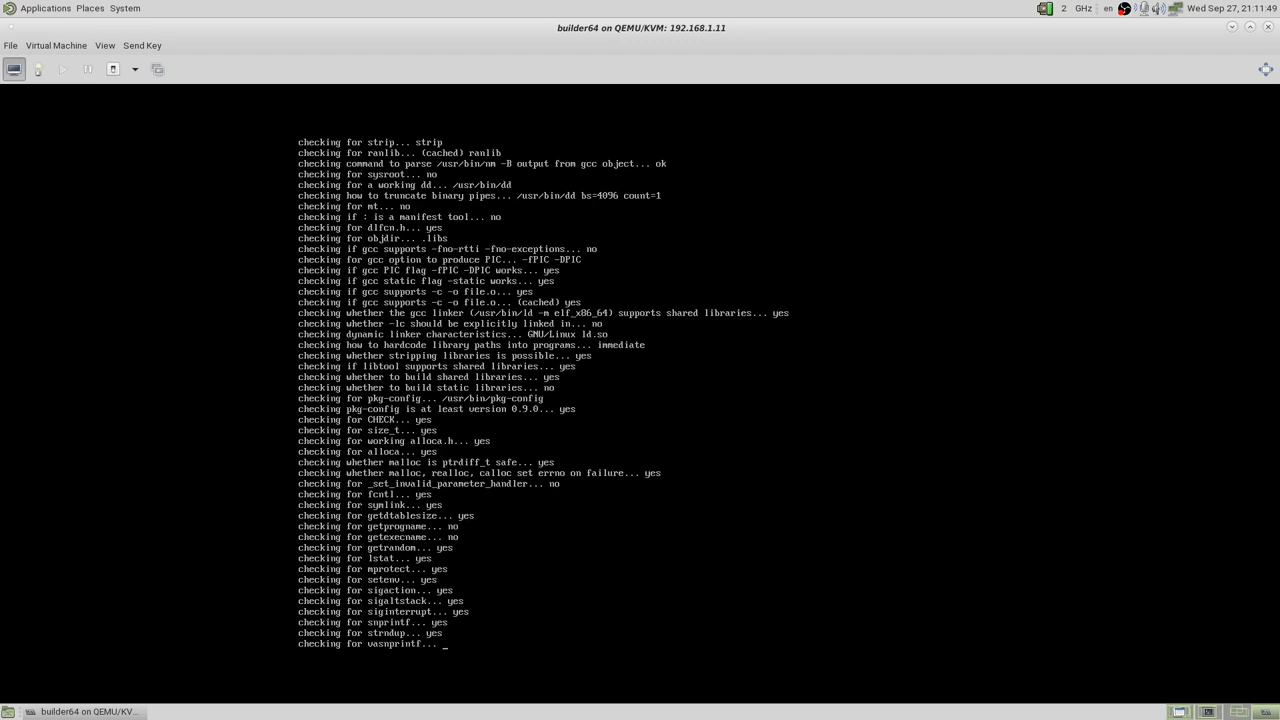 Applications Places System 2 GHz en Wed Sep 27, 21:11:49
builder64 on QEMU/KVM: 192.168.1.11
File Virtual Machine View Send Key
checking for strip... strip
checking for ranlib... (cached) ranlib
checking command to parse /usr/bin/nm -B output from gcc object... ok
checking for sysroot... no
checking for a working dd... /usr/bin/dd
checking how to truncate binary pipes... /usr/bin/dd bs=4096 count=1
checking for mt... no
checking if : is a manifest tool... no
checking for dlfcn.h... yes
checking for objdir... .libs
checking if gcc supports -fno-rtti -fno-exceptions... no
checking for gcc option to produce PIC... -fPIC -DPIC
checking if gcc PIC flag -fPIC -DPIC works... yes
checking if gcc static flag -static works... yes
checking if gcc supports -c -o file.o... yes
checking if gcc supports -c -o file.o... (cached) yes
checking whether the gcc linker (/usr/bin/ld -m elf_x86_64) supports shared libraries... yes
checking whether -lc should be explicitly linked in... no
checking dynamic linker characteristics... GNU/Linux ld.so
checking how to hardcode library paths into programs... immediate
checking whether stripping libraries is possible... yes
checking if libtool supports shared libraries... yes
checking whether to build shared libraries... yes
checking whether to build static libraries... no
checking for pkg-config... /usr/bin/pkg-config
checking pkg-config is at least version 0.9.0... yes
checking for CHECK... yes
checking for size_t... yes
checking for working alloca.h... yes
checking for alloca... yes
checking whether malloc is ptrdiff_t safe... yes
checking whether malloc, realloc, calloc set errno on failure... yes
checking for _set_invalid_parameter_handler... no
checking for fcntl... yes
checking for symlink... yes
checking for getdtablesize... yes
checking for getprogname... no
checking for getexecname... no
checking for getrandom... yes
checking for lstat... yes
checking for mprotect... yes
checking for setenv... yes
checking for sigaction... yes
checking for sigaltstack... yes
checking for siginterrupt... yes
checking for snprintf... yes
checking for strndup... yes
checking for vasnprintf... _
builder64 on QEMU/KV...